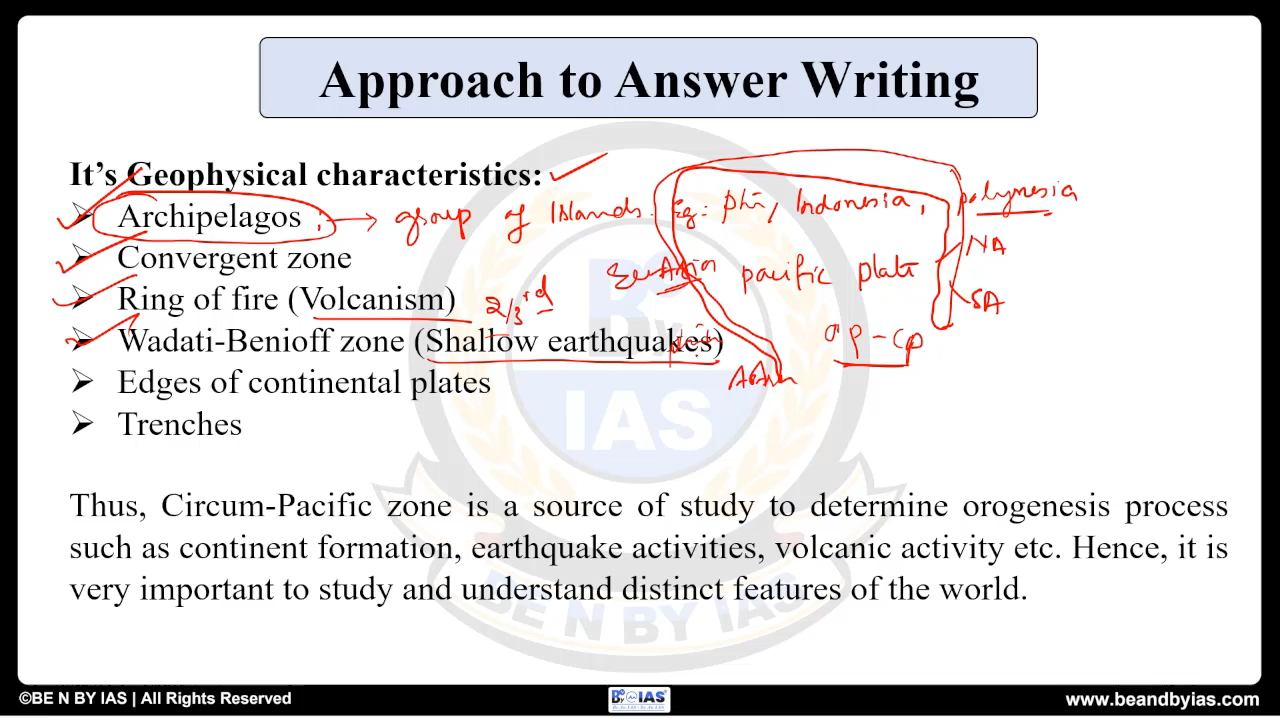 Approach to Answer Writing
It's Geophysical characteristics:
➢ Archipelagos : → group of Islands. Eg: Phi, Indonesia, polynesia
➢ Convergent zone
NA
pacific plate
➢ Ring of fire (Volcanism) 2/3rd
SA
➢ Wadati-Benioff zone (Shallow earthquakes)
OP - CP
➢ Edges of continental plates
➢ Trenches
Thus, Circum-Pacific zone is a source of study to determine orogenesis process
such as continent formation, earthquake activities, volcanic activity etc. Hence, it is
very important to study and understand distinct features of the world.
IAS
BE N BY IAS
©BE N BY IAS | All Rights Reserved
www.beandbyias.com